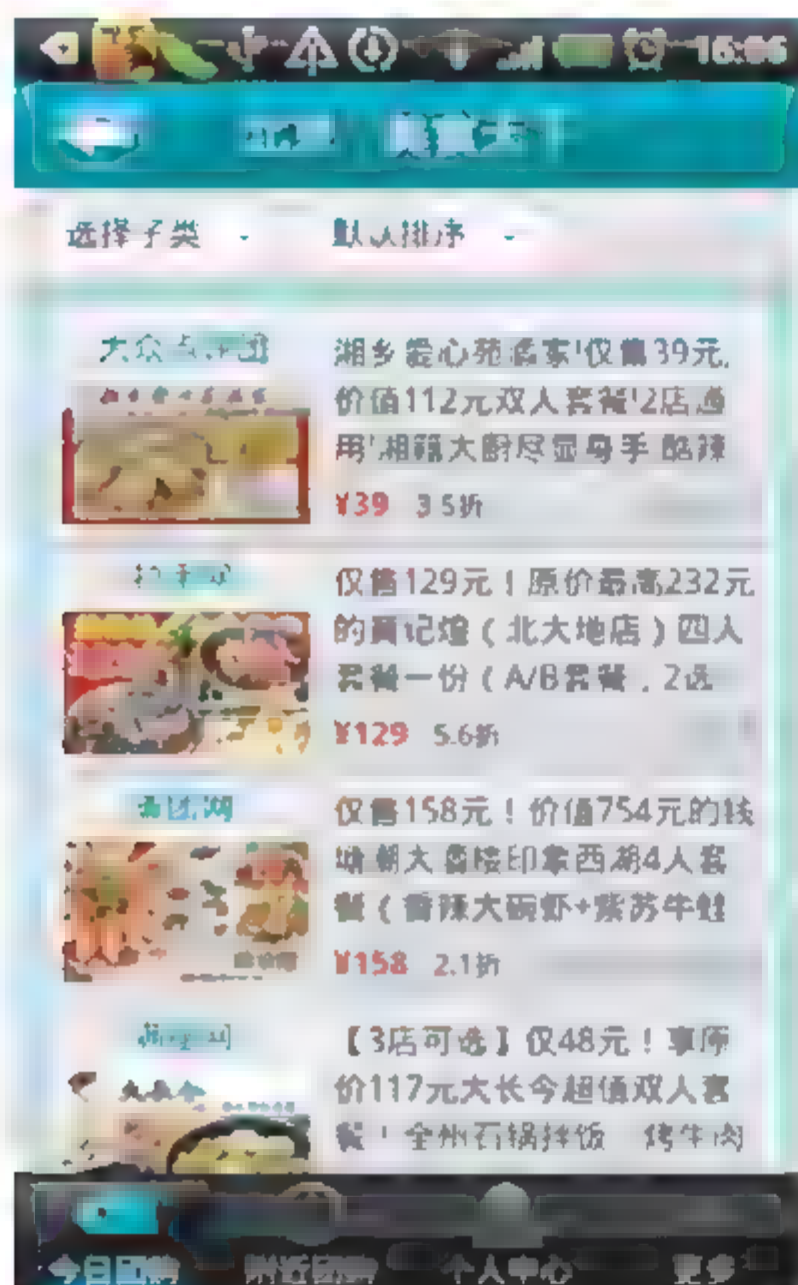 16:06
选择子类
默认排序
湘乡爱心苑酒家!仅售39元,
价值112元双人套餐!2店通
用!湘籍大厨尽显身手 酷辣
¥39 3.5折
仅售129元!原价最高232元
的黄记煌(北大地店)四人
套餐一份(A/B套餐,2选
¥129 5.6折
仅售158元!价值754元的钱
塘潮大酒楼印象西湖4人套
餐(香辣大碗虾+紫苏牛蛙
¥158 2.1折
【3店可选】仅48元!享原
价117元大长今超值双人套
餐!全州石锅拌饭 烤牛肉
今日团购
附近团购
个人中心
更多